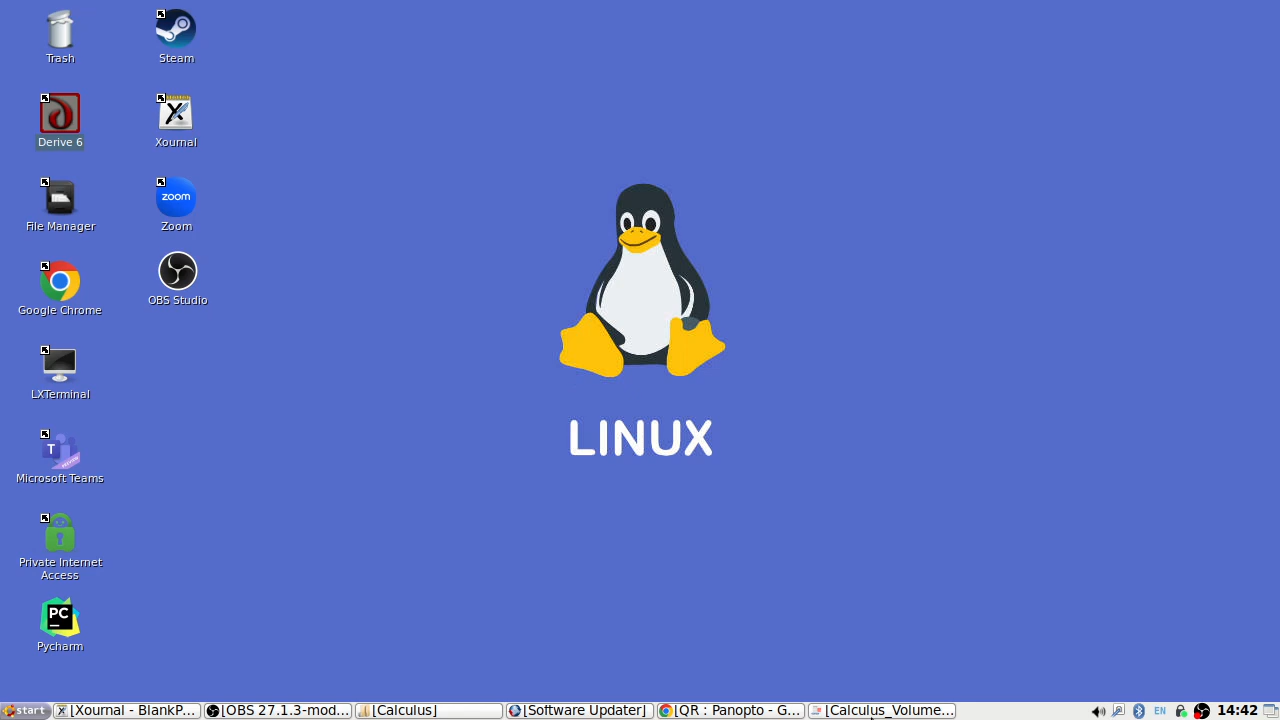 Trash
Steam
Derive 6
Xournal
File Manager
zoom
Zoom
Google Chrome
OBS Studio
LXTerminal
T
Microsoft Teams
Private Internet
Access
PC
Pycharm
LINUX
start
[Xournal - BlankP...
[OBS 27.1.3-mod...
[Calculus]
[Software Updater]
[QR : Panopto - G...
[Calculus_Volume...
EN
14:42